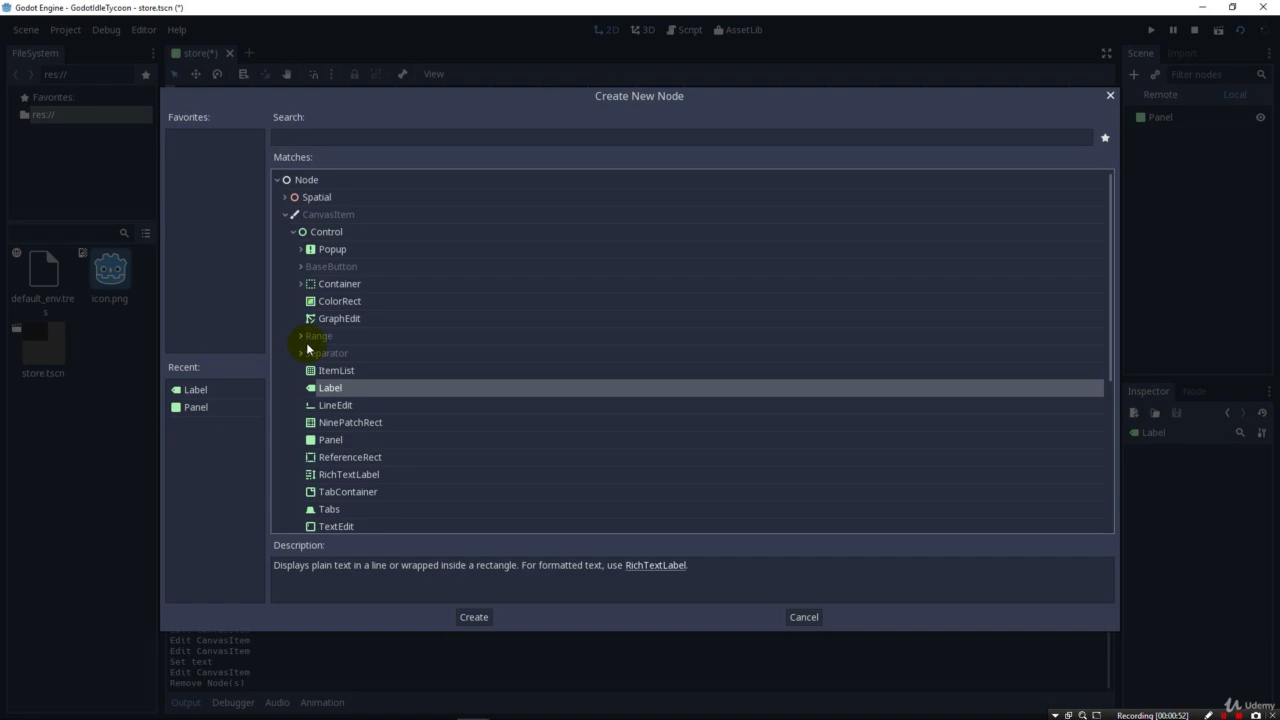 Godot Engine - GodotIdleTycoon - store.tscn (*)
Scene Project Debug Editor Help
2D 3D Script AssetLib
FileSystem
store(*)
Scene Import
res://
View
Filter nodes
Create New Node
Remote Local
Favorites:
res://
Favorites:
Search:
Panel
Matches:
Node
Spatial
CanvasItem
Control
Popup
BaseButton
Container
ColorRect
GraphEdit
Range
Separator
ItemList
Label
LineEdit
NinePatchRect
Panel
ReferenceRect
RichTextLabel
TabContainer
Tabs
TextEdit
default_env.tre
s
icon.png
store.tscn
Recent:
Label
Panel
Inspector Node
Label
Description:
Displays plain text in a line or wrapped inside a rectangle. For formatted text, use RichTextLabel.
Create Cancel
Edit CanvasItem
Edit CanvasItem
Set text
Edit CanvasItem
Remove Node(s)
Output Debugger Audio Animation
Udemy
Recording [00:00:52]